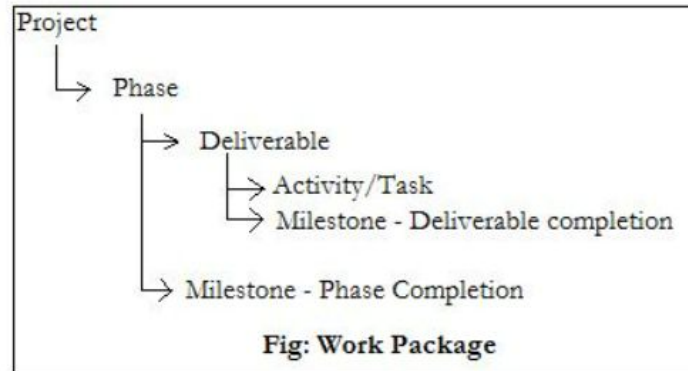 Project
Phase
Deliverable
Activity/Task
Milestone - Deliverable completion
Milestone - Phase Completion
Fig: Work Package